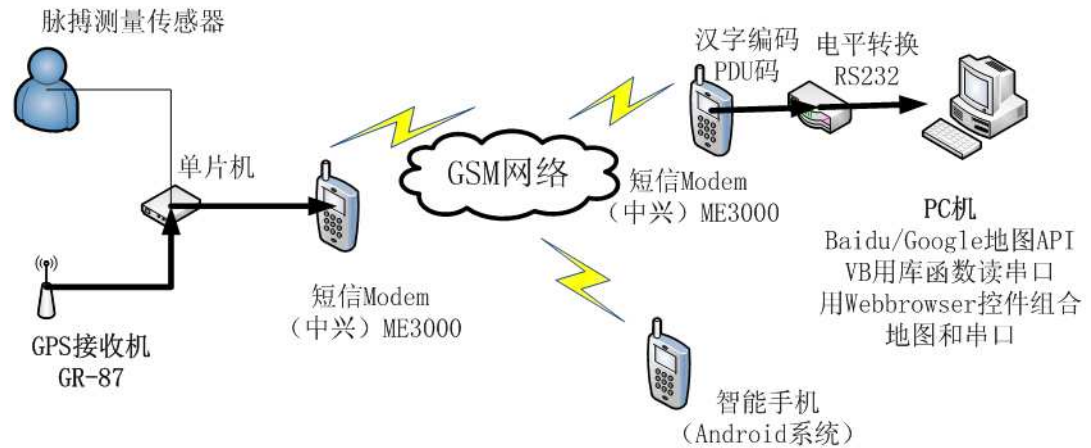 脉搏测量传感器
单片机
GPS接收机
GR-87
短信Modem
（中兴）ME3000
GSM网络
汉字编码
PDU码
电平转换
RS232
短信Modem
（中兴）ME3000
PC机
Baidu/Google地图API
VB用库函数读串口
用Webbrowser控件组合
地图和串口
智能手机
（Android系统）